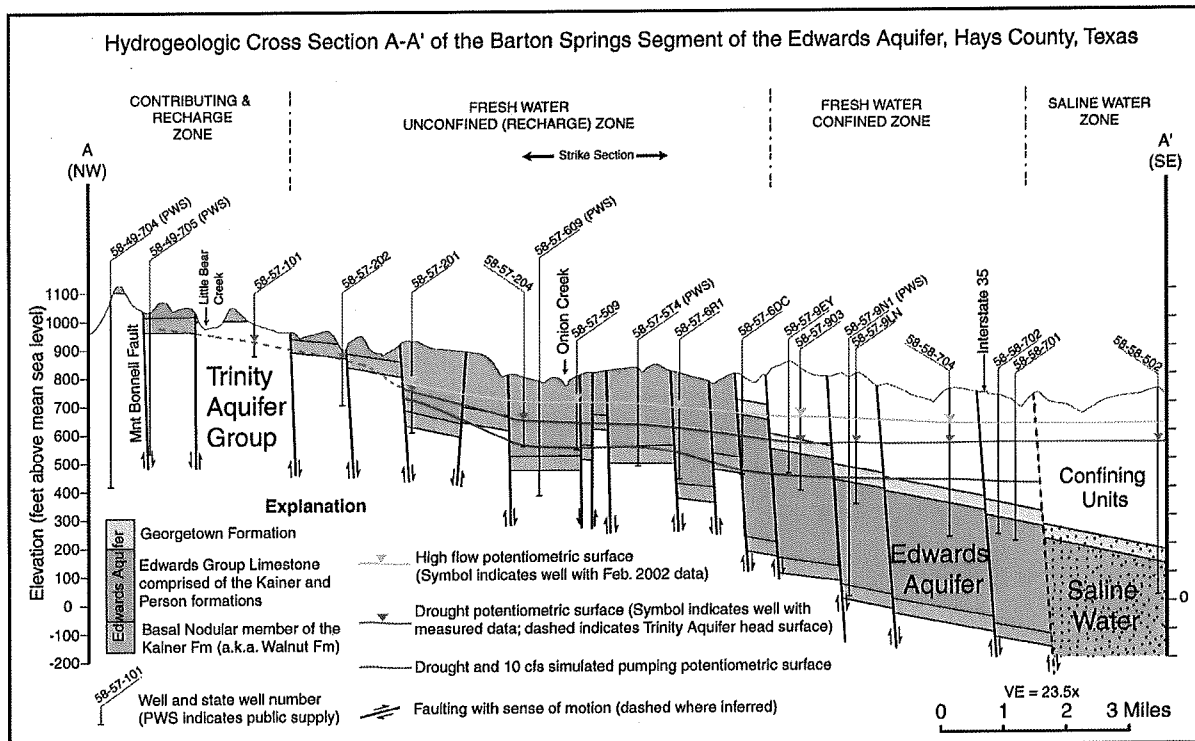 Hydrogeologic Cross Section A-A' of the Barton Springs Segment of the Edwards Aquifer, Hays County, Texas
CONTRIBUTING &
RECHARGE
ZONE
FRESH WATER
UNCONFINED (RECHARGE) ZONE
FRESH WATER
CONFINED ZONE
SALINE WATER
ZONE
Strike Section
A
(NW)
A'
(SE)
58-49-704 (PWS)
58-49-705 (PWS)
Little Bear
Creek
58-57-101
58-57-202
58-57-201
58-57-204
58-57-609 (PWS)
Onion Creek
58-57-509
58-57-5T4 (PWS)
58-57-6R1
58-57-6DC
58-57-9EY
58-57-903
58-57-9N1 (PWS)
58-57-9LN
58-58-704
Interstate 35
58-58-702
58-58-701
58-58-502
Elevation (feet above mean sea level)
1100
1000
900
800
700
600
500
400
300
200
100
0
-100
-200
0
Mnt Bonnell Fault
Trinity
Aquifer
Group
Confining
Units
Edwards
Aquifer
Saline
Water
Explanation
Edwards Aquifer
Georgetown Formation
Edwards Group Limestone
comprised of the Kainer and
Person formations
Basal Nodular member of the
Kainer Fm (a.k.a. Walnut Fm)
58-57-101
Well and state well number
(PWS indicates public supply)
High flow potentiometric surface
(Symbol indicates well with Feb. 2002 data)
Drought potentiometric surface (Symbol indicates well with
measured data; dashed indicates Trinity Aquifer head surface)
Drought and 10 cfs simulated pumping potentiometric surface
Faulting with sense of motion (dashed where inferred)
VE = 23.5x
0 1 2 3 Miles